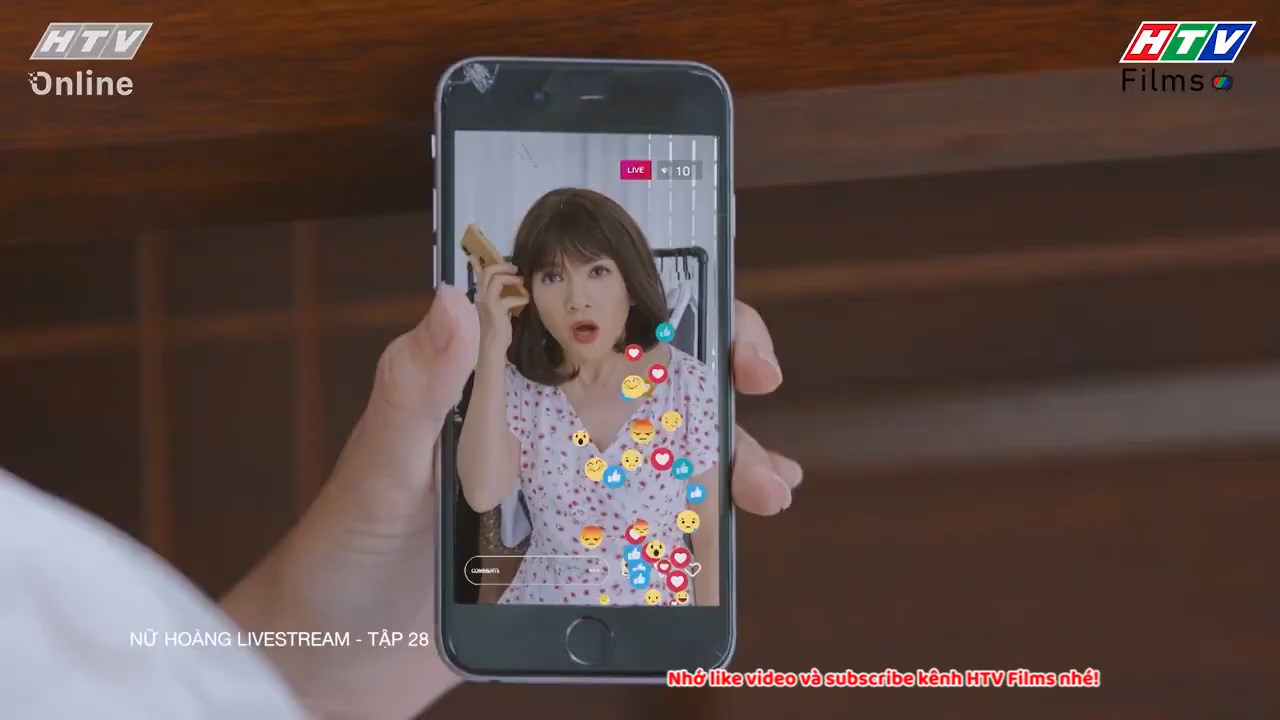 HTV
Online
HTV
Films
LIVE
10
COMMENTS
NỮ HOÀNG LIVESTREAM - TẬP 28
Nhớ like video và subscribe kênh HTV Films nhé!